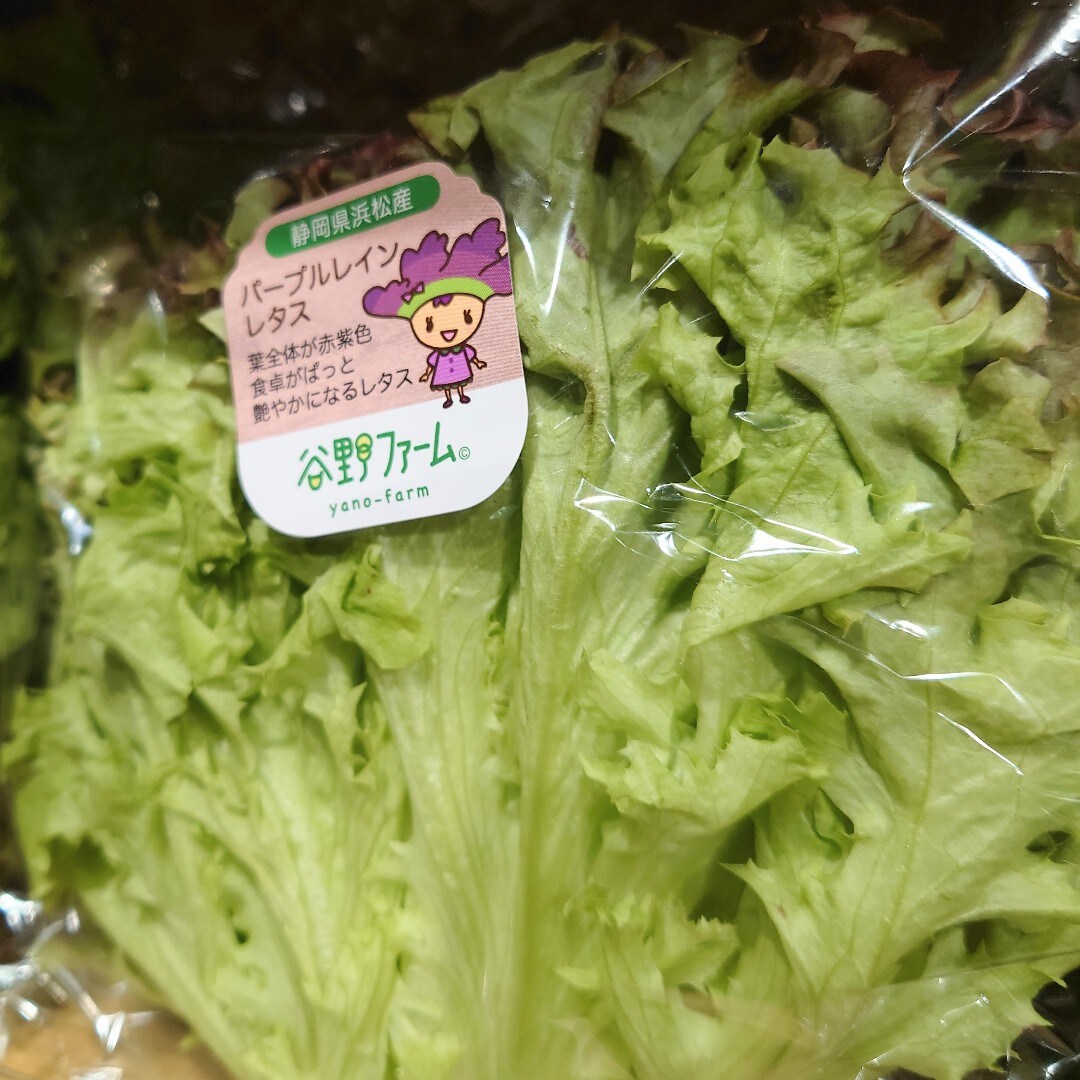 静岡県浜松産
パープルレイン
レタス
葉全体が赤紫色
食卓がぱっと
艶やかになるレタス
谷野ファーム©
yano-farm